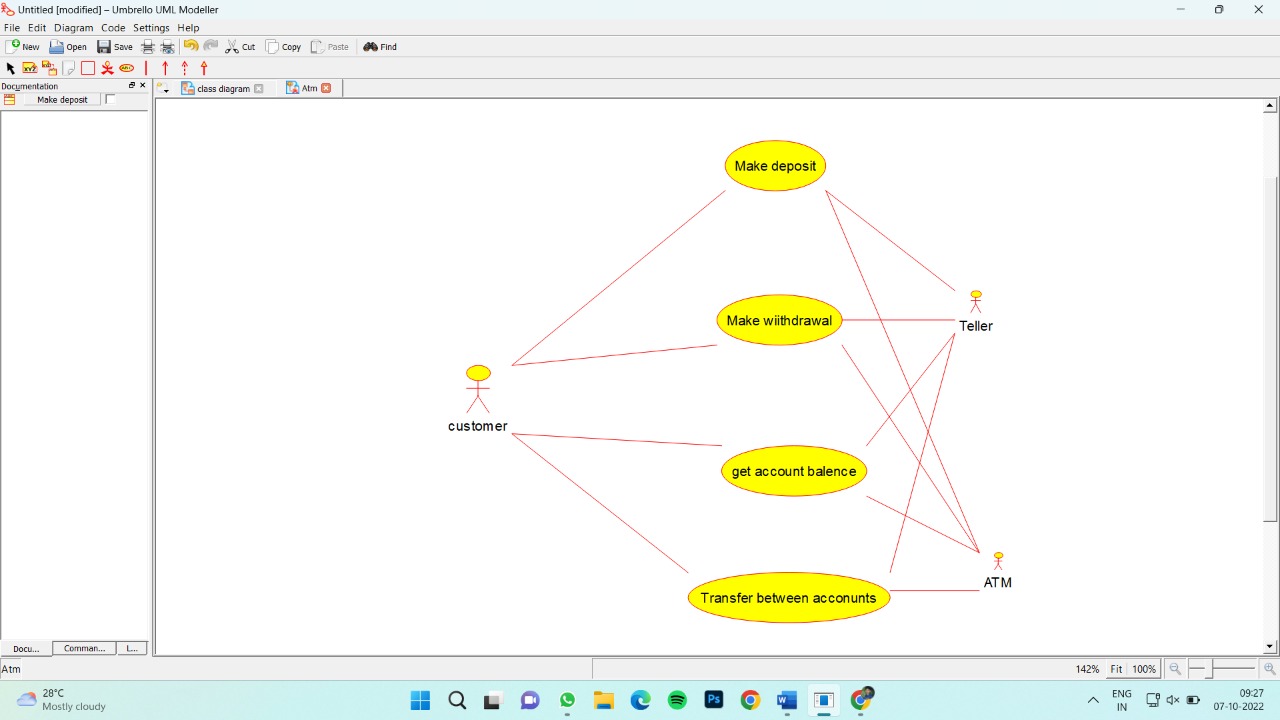 Untitled [modified] – Umbrello UML Modeller
File Edit Diagram Code Settings Help
New Open Save Cut Copy Paste Find
Documentation
class diagram Atm
Make deposit
Make deposit
Make wiithdrawal
Teller
customer
get account balence
ATM
Transfer between acconunts
Docu... Comman... L...
Atm
142% Fit 100%
28°C
Mostly cloudy
Ps
ENG
IN
09:27
07-10-2022